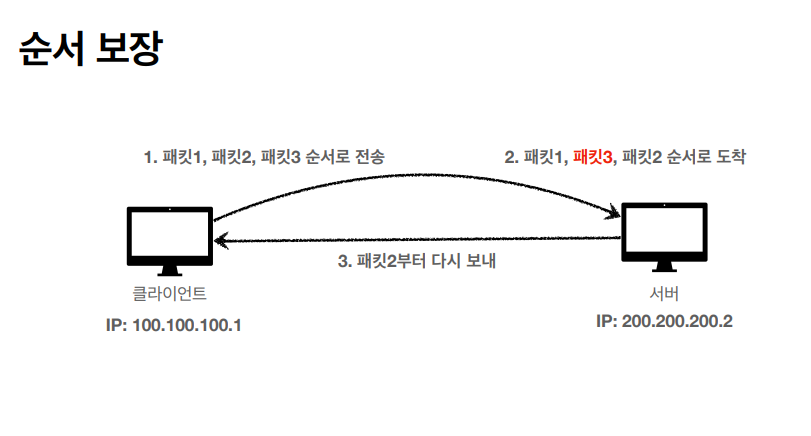 순서 보장
1. 패킷1, 패킷2, 패킷3 순서로 전송
2. 패킷1, 패킷3, 패킷2 순서로 도착
3. 패킷2부터 다시 보내
클라이언트
IP: 100.100.100.1
서버
IP: 200.200.200.2